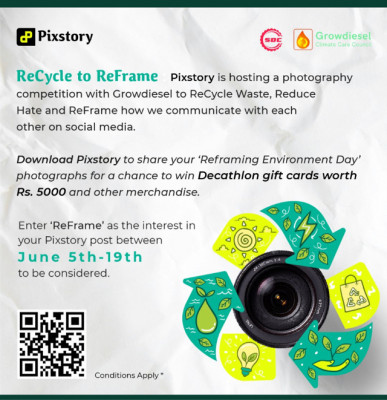 Pixstory
SBC
Growdiesel
Climate Care Council
ReCycle to ReFrame Pixstory is hosting a photography
competition with Growdiesel to ReCycle Waste, Reduce
Hate and ReFrame how we communicate with each
other on social media.
Download Pixstory to share your ‘Reframing Environment Day’
photographs for a chance to win Decathlon gift cards worth
Rs. 5000 and other merchandise.
Enter ‘ReFrame’ as the interest in
your Pixstory post between
June 5th-19th
to be considered.
Conditions Apply *